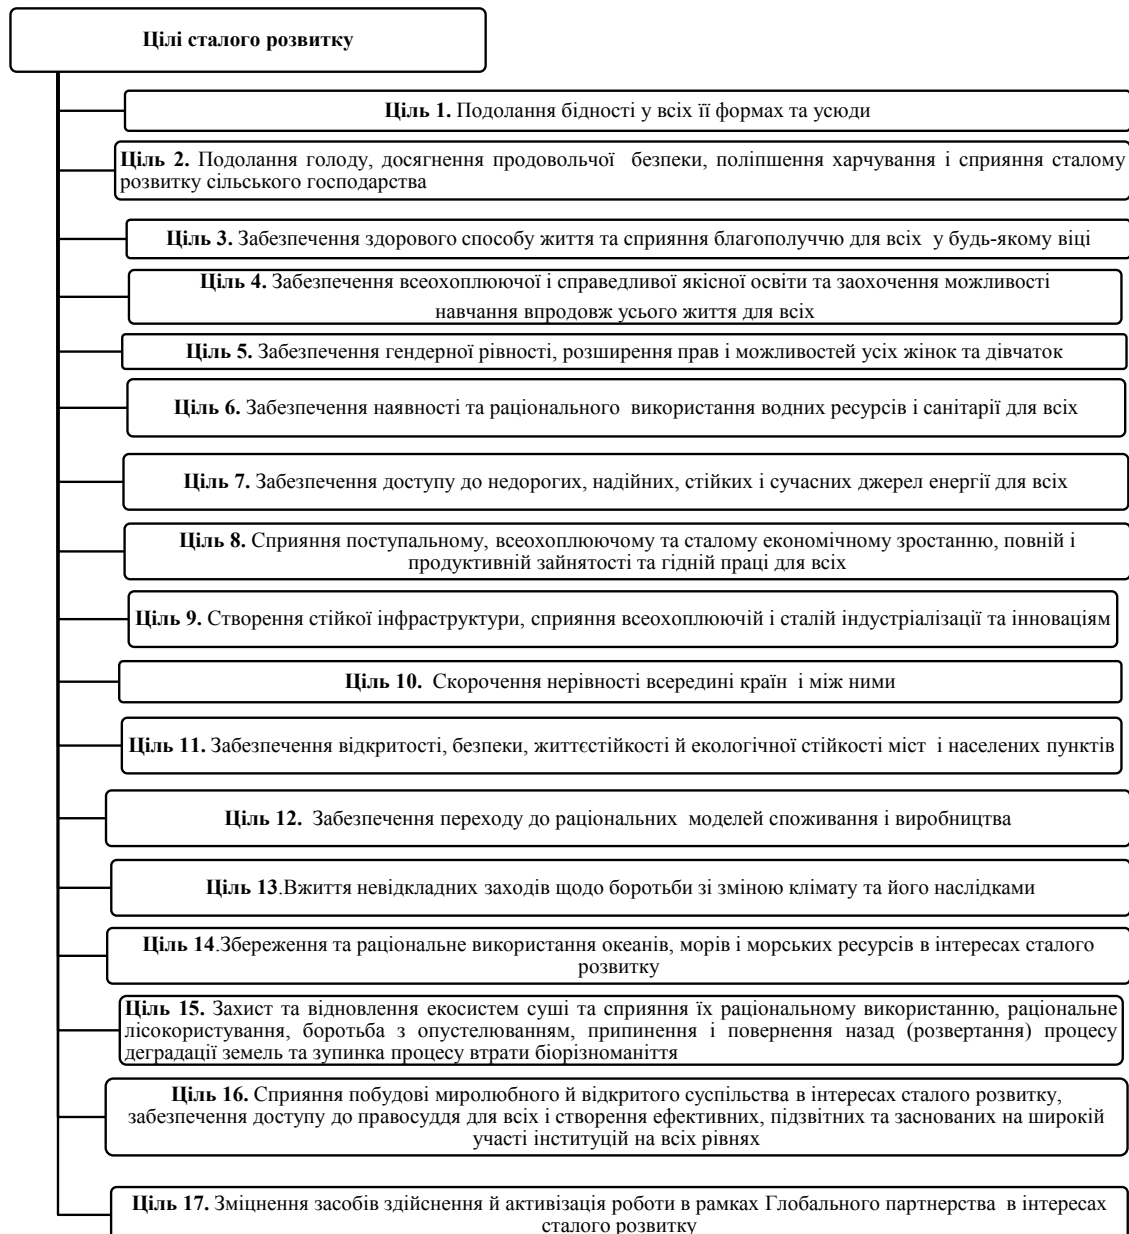 Цілі сталого розвитку
Ціль 1. Подолання бідності у всіх її формах та усюди
Ціль 2. Подолання голоду, досягнення продовольчої безпеки, поліпшення харчування і сприяння сталому
розвитку сільського господарства
Ціль 3. Забезпечення здорового способу життя та сприяння благополуччю для всіх у будь-якому віці
Ціль 4. Забезпечення всеохоплюючої і справедливої якісної освіти та заохочення можливості
навчання впродовж усього життя для всіх
Ціль 5. Забезпечення гендерної рівності, розширення прав і можливостей усіх жінок та дівчаток
Ціль 6. Забезпечення наявності та раціонального використання водних ресурсів і санітарії для всіх
Ціль 7. Забезпечення доступу до недорогих, надійних, стійких і сучасних джерел енергії для всіх
Ціль 8. Сприяння поступальному, всеохоплюючому та сталому економічному зростанню, повній і
продуктивній зайнятості та гідній праці для всіх
Ціль 9. Створення стійкої інфраструктури, сприяння всеохоплюючій і сталій індустріалізації та інноваціям
Ціль 10. Скорочення нерівності всередині країн і між ними
Ціль 11. Забезпечення відкритості, безпеки, життєстійкості й екологічної стійкості міст і населених пунктів
Ціль 12. Забезпечення переходу до раціональних моделей споживання і виробництва
Ціль 13.Вжиття невідкладних заходів щодо боротьби зі зміною клімату та його наслідками
Ціль 14.Збереження та раціональне використання океанів, морів і морських ресурсів в інтересах сталого
розвитку
Ціль 15. Захист та відновлення екосистем суші та сприяння їх раціональному використанню, раціональне
лісокористування, боротьба з опустелюванням, припинення і повернення назад (розвертання) процесу
деградації земель та зупинка процесу втрати біорізноманіття
Ціль 16. Сприяння побудові миролюбного й відкритого суспільства в інтересах сталого розвитку,
забезпечення доступу до правосуддя для всіх і створення ефективних, підзвітних та заснованих на широкій
участі інституцій на всіх рівнях
Ціль 17. Зміцнення засобів здійснення й активізація роботи в рамках Глобального партнерства в інтересах
сталого розвитку